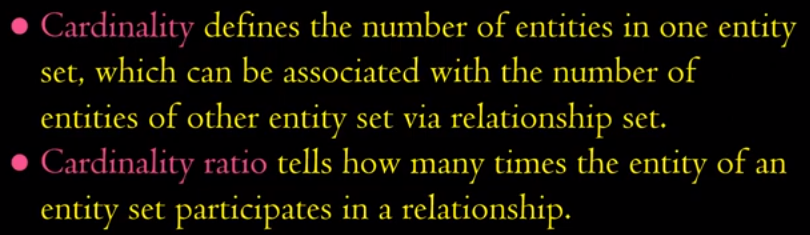 • Cardinality defines the number of entities in one entity
set, which can be associated with the number of
entities of other entity set via relationship set.
• Cardinality ratio tells how many times the entity of an
entity set participates in a relationship.